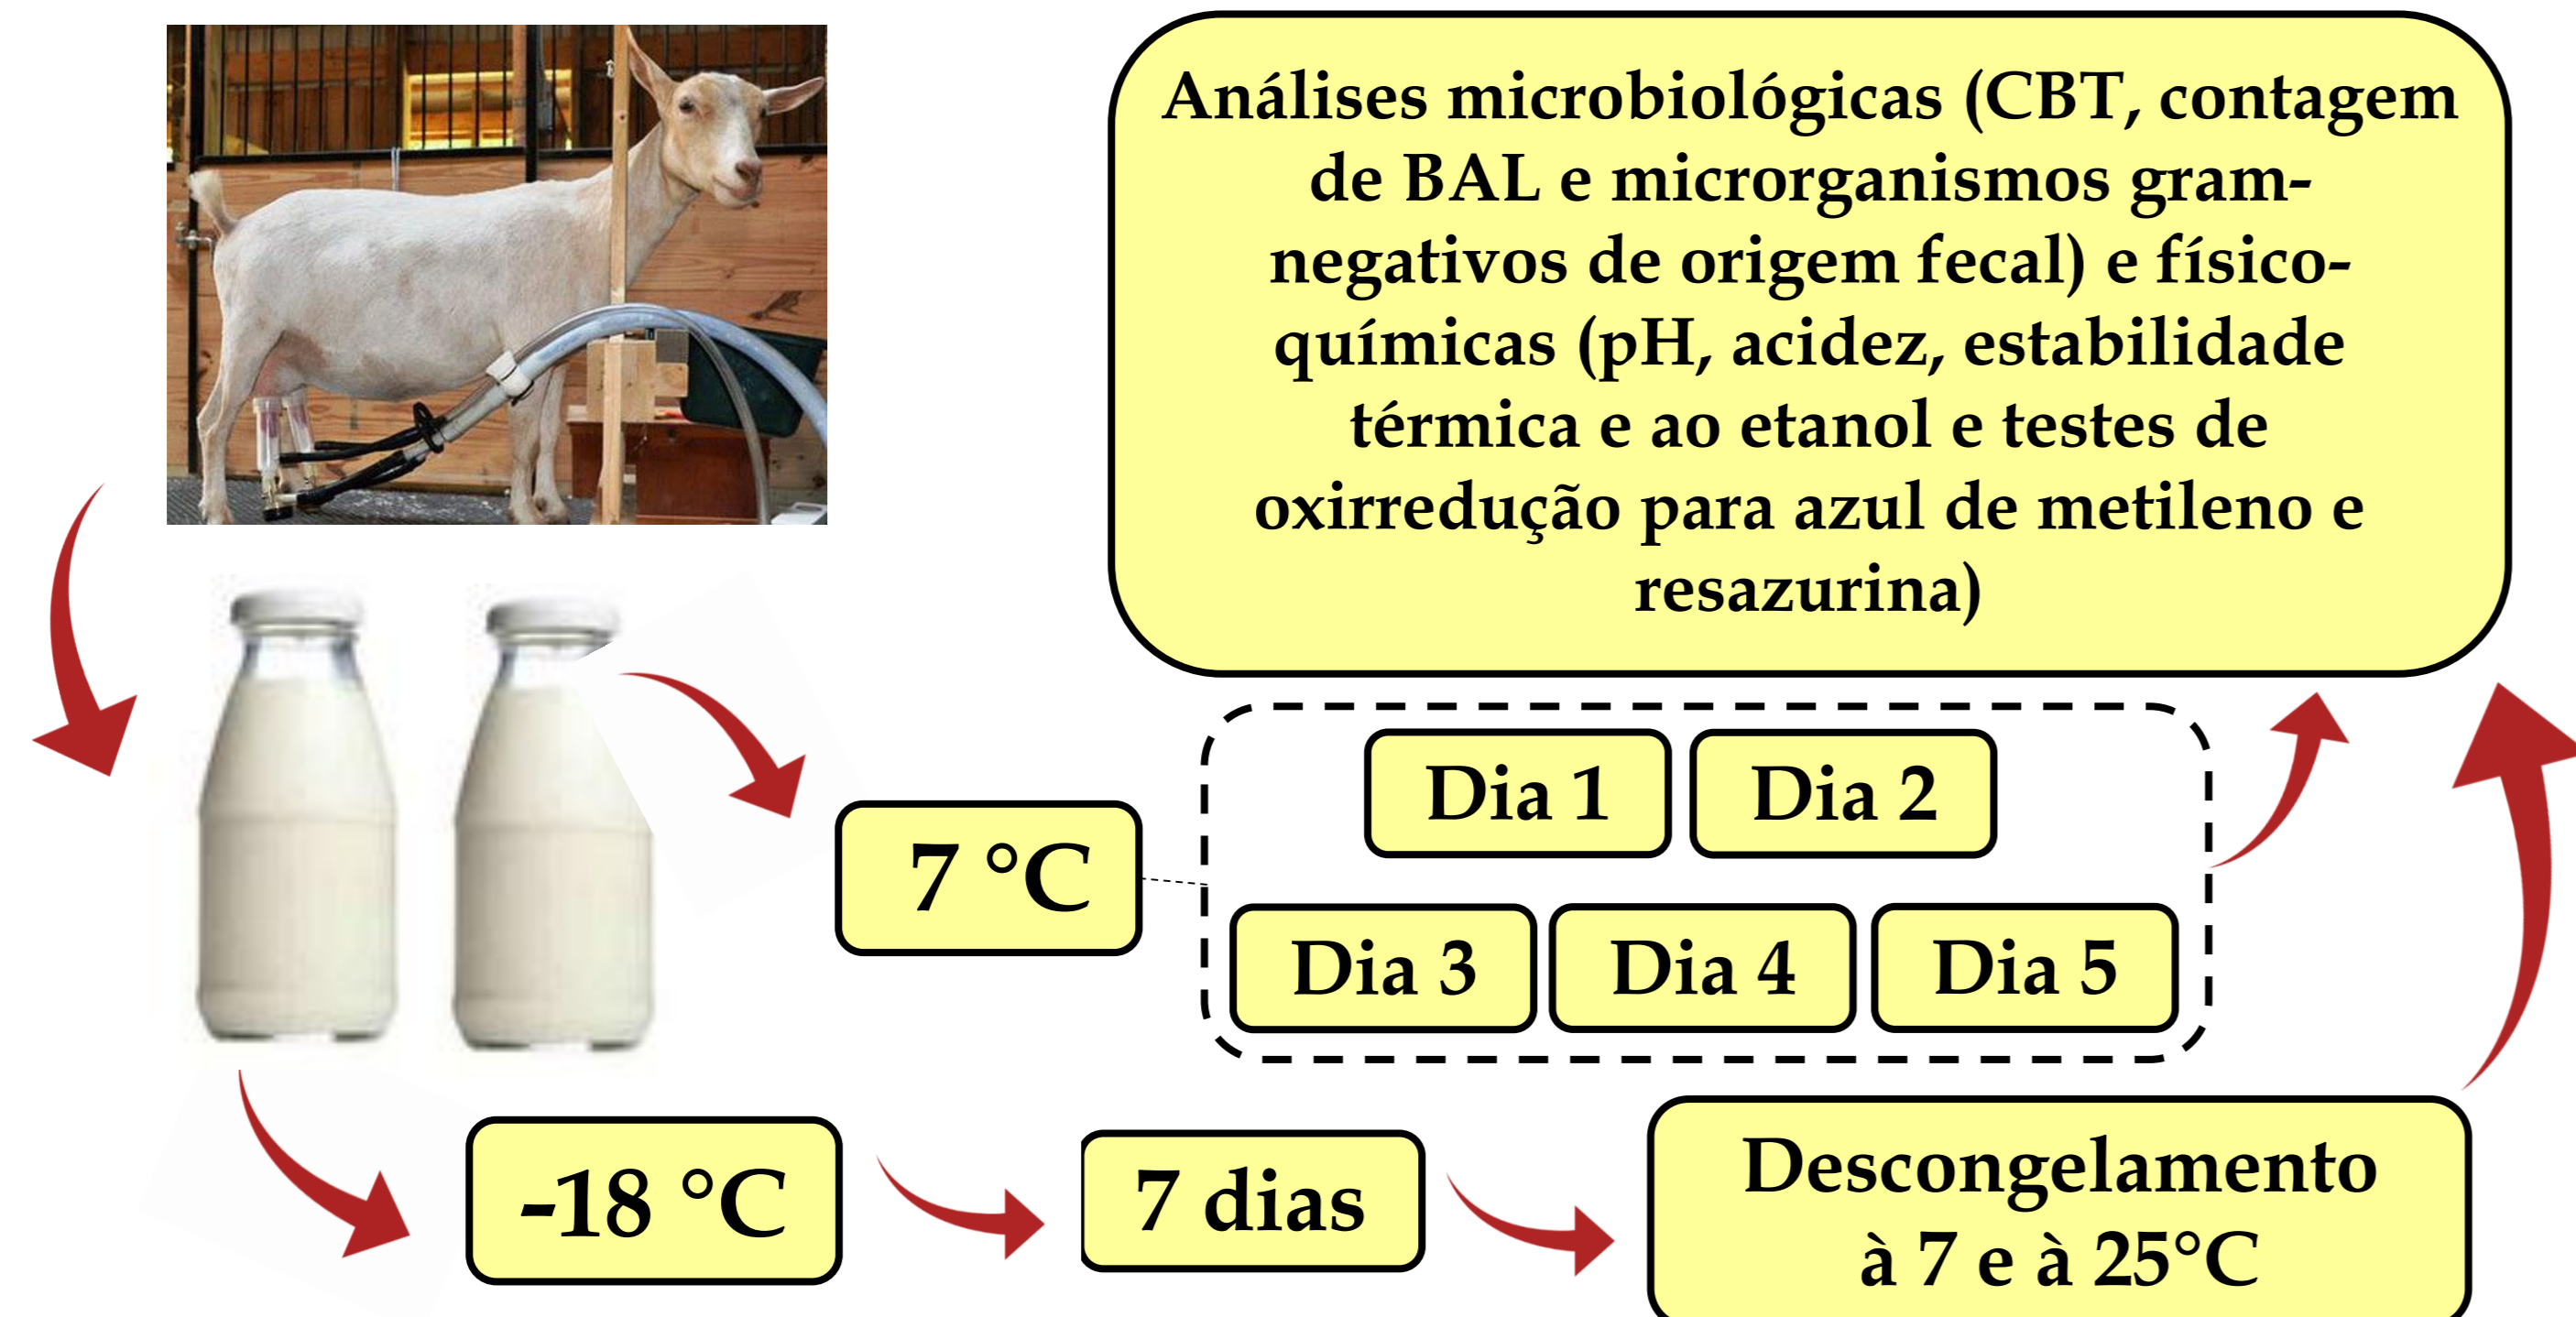 Análises microbiológicas (CBT, contagem
de BAL e microrganismos gram-
negativos de origem fecal) e físico-
químicas (pH, acidez, estabilidade
térmica e ao etanol e testes de
oxirredução para azul de metileno e
resazurina)
7 °C
Dia 1
Dia 2
Dia 3
Dia 4
Dia 5
-18 °C
7 dias
Descongelamento
à 7 e à 25°C